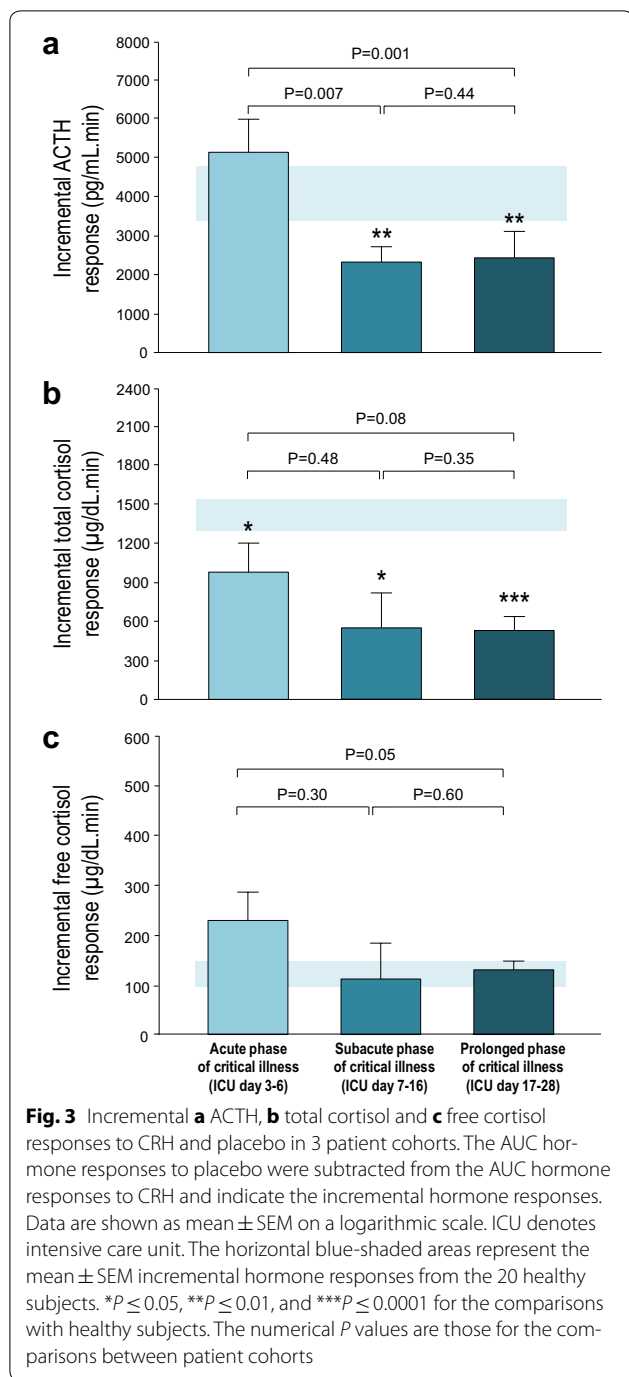 a
8000
7000
6000
5000
4000
3000
2000
1000
0
Incremental ACTH
response (pg/mL.min)
P=0.001
P=0.007
P=0.44
**
**
b
2400
2100
1800
1500
1200
900
600
300
0
Incremental total cortisol
response (µg/dL.min)
P=0.08
P=0.48
P=0.35
*
*
***
c
600
500
400
300
200
100
0
Incremental free cortisol
response (µg/dL.min)
P=0.05
P=0.30
P=0.60
Acute phase
of critical illness
(ICU day 3-6)
Subacute phase
of critical illness
(ICU day 7-16)
Prolonged phase
of critical illness
(ICU day 17-28)
Fig. 3 Incremental a ACTH, b total cortisol and c free cortisol
responses to CRH and placebo in 3 patient cohorts. The AUC hor-
mone responses to placebo were subtracted from the AUC hormone
responses to CRH and indicate the incremental hormone responses.
Data are shown as mean ± SEM on a logarithmic scale. ICU denotes
intensive care unit. The horizontal blue-shaded areas represent the
mean ± SEM incremental hormone responses from the 20 healthy
subjects. *P ≤ 0.05, **P ≤ 0.01, and ***P ≤ 0.0001 for the comparisons
with healthy subjects. The numerical P values are those for the com-
parisons between patient cohorts